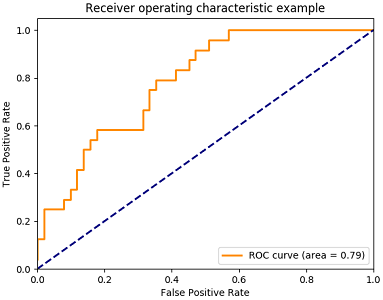 Receiver operating characteristic example
1.0
0.8
0.6
0.4
0.2
0.0
True Positive Rate
ROC curve (area = 0.79)
0.0 0.2 0.4 0.6 0.8 1.0
False Positive Rate